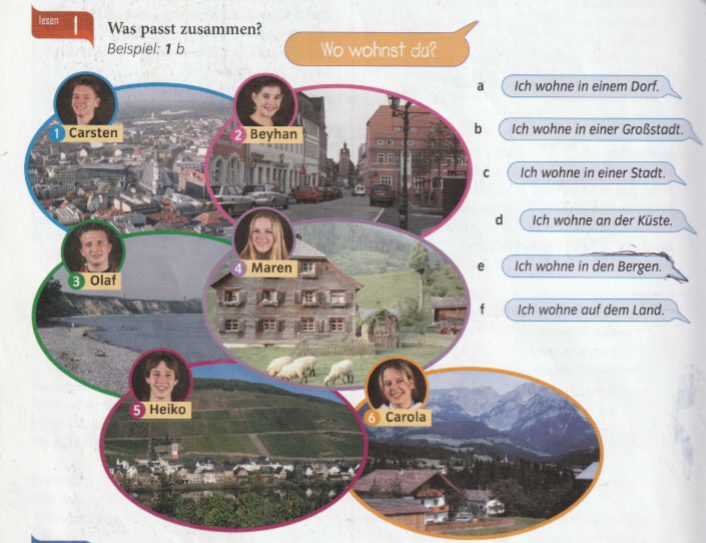 lesen 1
Was passt zusammen?
Beispiel: 1 b
Wo wohnst du?
1 Carsten
2 Beyhan
3 Olaf
4 Maren
5 Heiko
6 Carola
a Ich wohne in einem Dorf.
b Ich wohne in einer Großstadt.
c Ich wohne in einer Stadt.
d Ich wohne an der Küste.
e Ich wohne in den Bergen.
f Ich wohne auf dem Land.